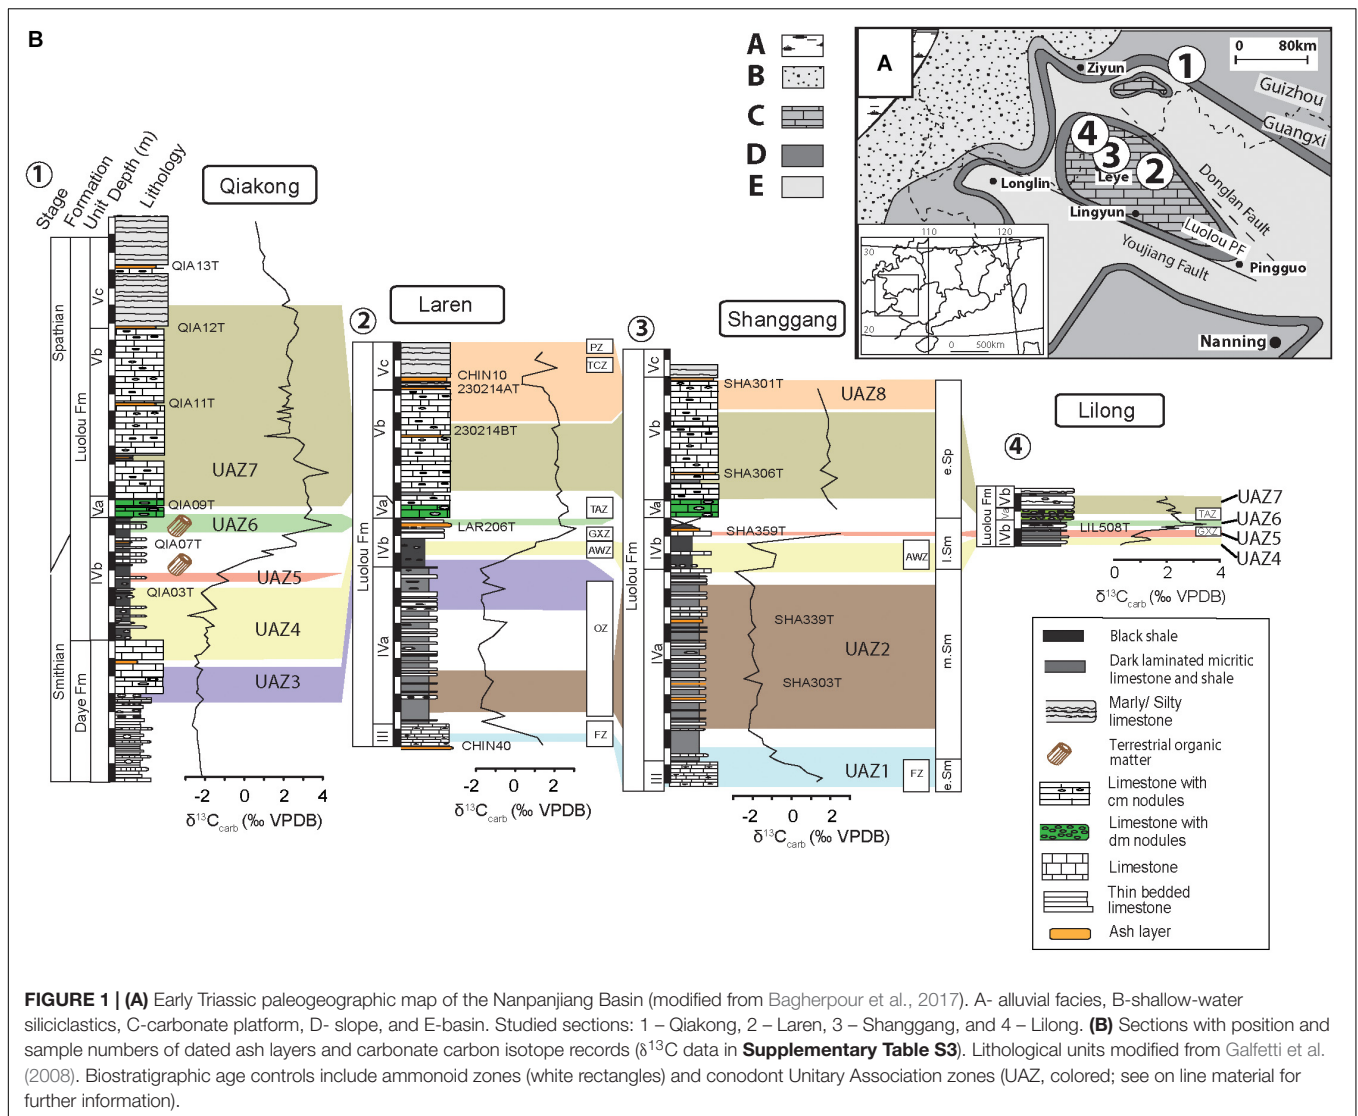 B
A
B
C
D
E
A
0 80km
Ziyun
1
Guizhou
Guangxi
4
3
2
Leye
Longlin
Lingyun
Donglan Fault
Luolou PF
Youjiang Fault
Pingguo
Nanning
110 120
30
20
0 500km
1
Stage
Formation
Unit
Depth (m)
Lithology
Qiakong
Spathian
Smithian
Luolou Fm
Daye Fm
Vc
Vb
Va
IVb
QIA13T
QIA12T
QIA11T
QIA09T
QIA07T
QIA03T
UAZ7
UAZ6
UAZ5
UAZ4
UAZ3
-2 0 2 4
δ13Ccarb (‰ VPDB)
2
Laren
Luolou Fm
Vc
Vb
Va
IVb
IVa
III
CHIN10
230214AT
230214BT
LAR206T
CHIN40
PZ
TCZ
TAZ
GXZ
AWZ
OZ
FZ
-2 0 2
δ13Ccarb (‰ VPDB)
3
Shanggang
Luolou Fm
Vc
Vb
Va
IVb
IVa
III
SHA301T
SHA306T
SHA359T
SHA339T
SHA303T
UAZ8
UAZ2
UAZ1
AWZ
FZ
e.Sp
l.Sm
m.Sm
e.Sm
-2 0 2
δ13Ccarb (‰ VPDB)
Lilong
4
Luolou Fm
Vb
Va
IVb
LIL508T
TAZ
GXZ
UAZ7
UAZ6
UAZ5
UAZ4
0 2 4
δ13Ccarb (‰ VPDB)
Black shale
Dark laminated micritic
limestone and shale
Marly/ Silty
limestone
Terrestrial organic
matter
Limestone with
cm nodules
Limestone with
dm nodules
Limestone
Thin bedded
limestone
Ash layer
FIGURE 1 | (A) Early Triassic paleogeographic map of the Nanpanjiang Basin (modified from Bagherpour et al., 2017). A- alluvial facies, B-shallow-water
siliciclastics, C-carbonate platform, D- slope, and E-basin. Studied sections: 1 – Qiakong, 2 – Laren, 3 – Shanggang, and 4 – Lilong. (B) Sections with position and
sample numbers of dated ash layers and carbonate carbon isotope records (δ13C data in Supplementary Table S3). Lithological units modified from Galfetti et al.
(2008). Biostratigraphic age controls include ammonoid zones (white rectangles) and conodont Unitary Association zones (UAZ, colored; see on line material for
further information).